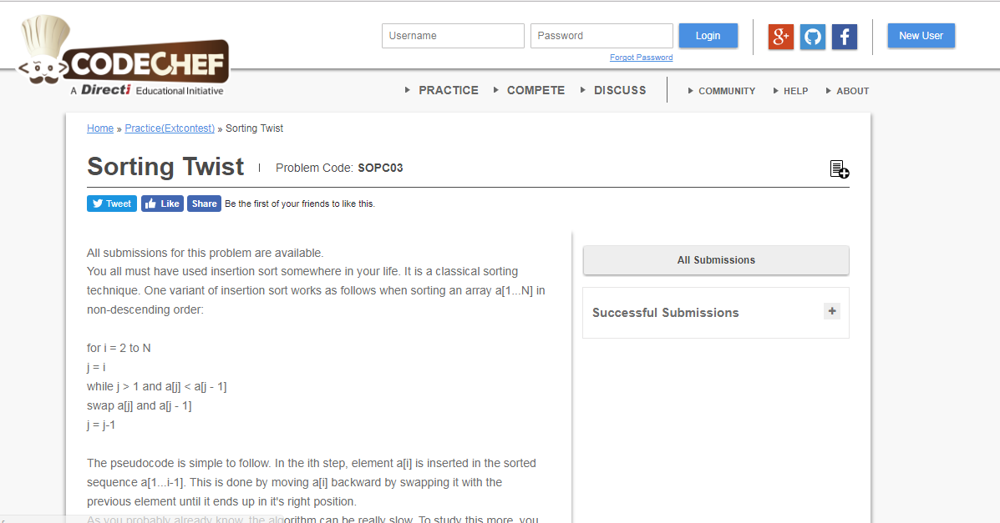 Username
Password
Login
g+
f
New User
Forgot Password
CODECHEF
A Directi Educational Initiative
PRACTICE
COMPETE
DISCUSS
COMMUNITY
HELP
ABOUT
Home » Practice(Extcontest) » Sorting Twist
Sorting Twist
Problem Code: SOPC03
Tweet
Like
Share
Be the first of your friends to like this.
All submissions for this problem are available.
You all must have used insertion sort somewhere in your life. It is a classical sorting
technique. One variant of insertion sort works as follows when sorting an array a[1...N] in
non-descending order:
for i = 2 to N
j = i
while j > 1 and a[j] < a[j - 1]
swap a[j] and a[j - 1]
j = j-1
The pseudocode is simple to follow. In the ith step, element a[i] is inserted in the sorted
sequence a[1...i-1]. This is done by moving a[i] backward by swapping it with the
previous element until it ends up in it's right position.
As you probably already know, the algorithm can be really slow. To study this more, you
All Submissions
Successful Submissions
+